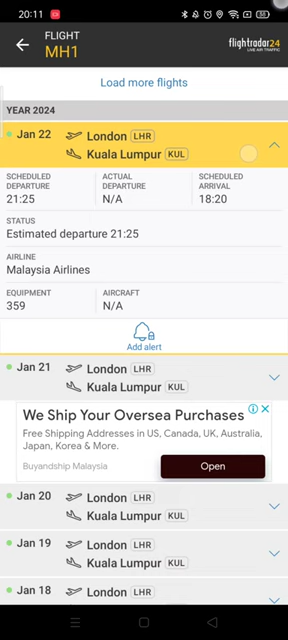 20:11
55
FLIGHT
MH1
flightradar24
LIVE AIR TRAFFIC
Load more flights
YEAR 2024
Jan 22
London LHR
Kuala Lumpur KUL
SCHEDULED DEPARTURE
21:25
ACTUAL DEPARTURE
N/A
SCHEDULED ARRIVAL
18:20
STATUS
Estimated departure 21:25
AIRLINE
Malaysia Airlines
EQUIPMENT
359
AIRCRAFT
N/A
Add alert
Jan 21
London LHR
Kuala Lumpur KUL
We Ship Your Oversea Purchases
Free Shipping Addresses in US, Canada, UK, Australia,
Japan, Korea & More.
Buyandship Malaysia
Open
Jan 20
London LHR
Kuala Lumpur KUL
Jan 19
London LHR
Kuala Lumpur KUL
Jan 18
London LHR